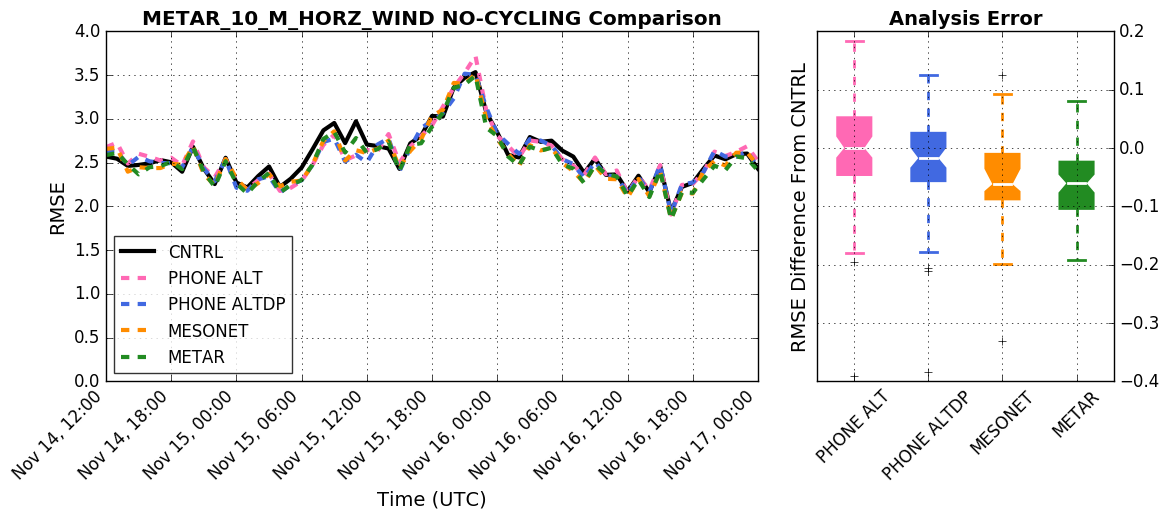 METAR_10_M_HORZ_WIND NO-CYCLING Comparison
RMSE
4.0
3.5
3.0
2.5
2.0
1.5
1.0
0.5
0.0
CNTRL
PHONE ALT
PHONE ALTDP
MESONET
METAR
Nov 14, 12:00
Nov 14, 18:00
Nov 15, 00:00
Nov 15, 06:00
Nov 15, 12:00
Nov 15, 18:00
Nov 16, 00:00
Nov 16, 06:00
Nov 16, 12:00
Nov 16, 18:00
Nov 17, 00:00
Time (UTC)
Analysis Error
RMSE Difference From CNTRL
0.2
0.1
0.0
−0.1
−0.2
−0.3
−0.4
PHONE ALT
PHONE ALTDP
MESONET
METAR